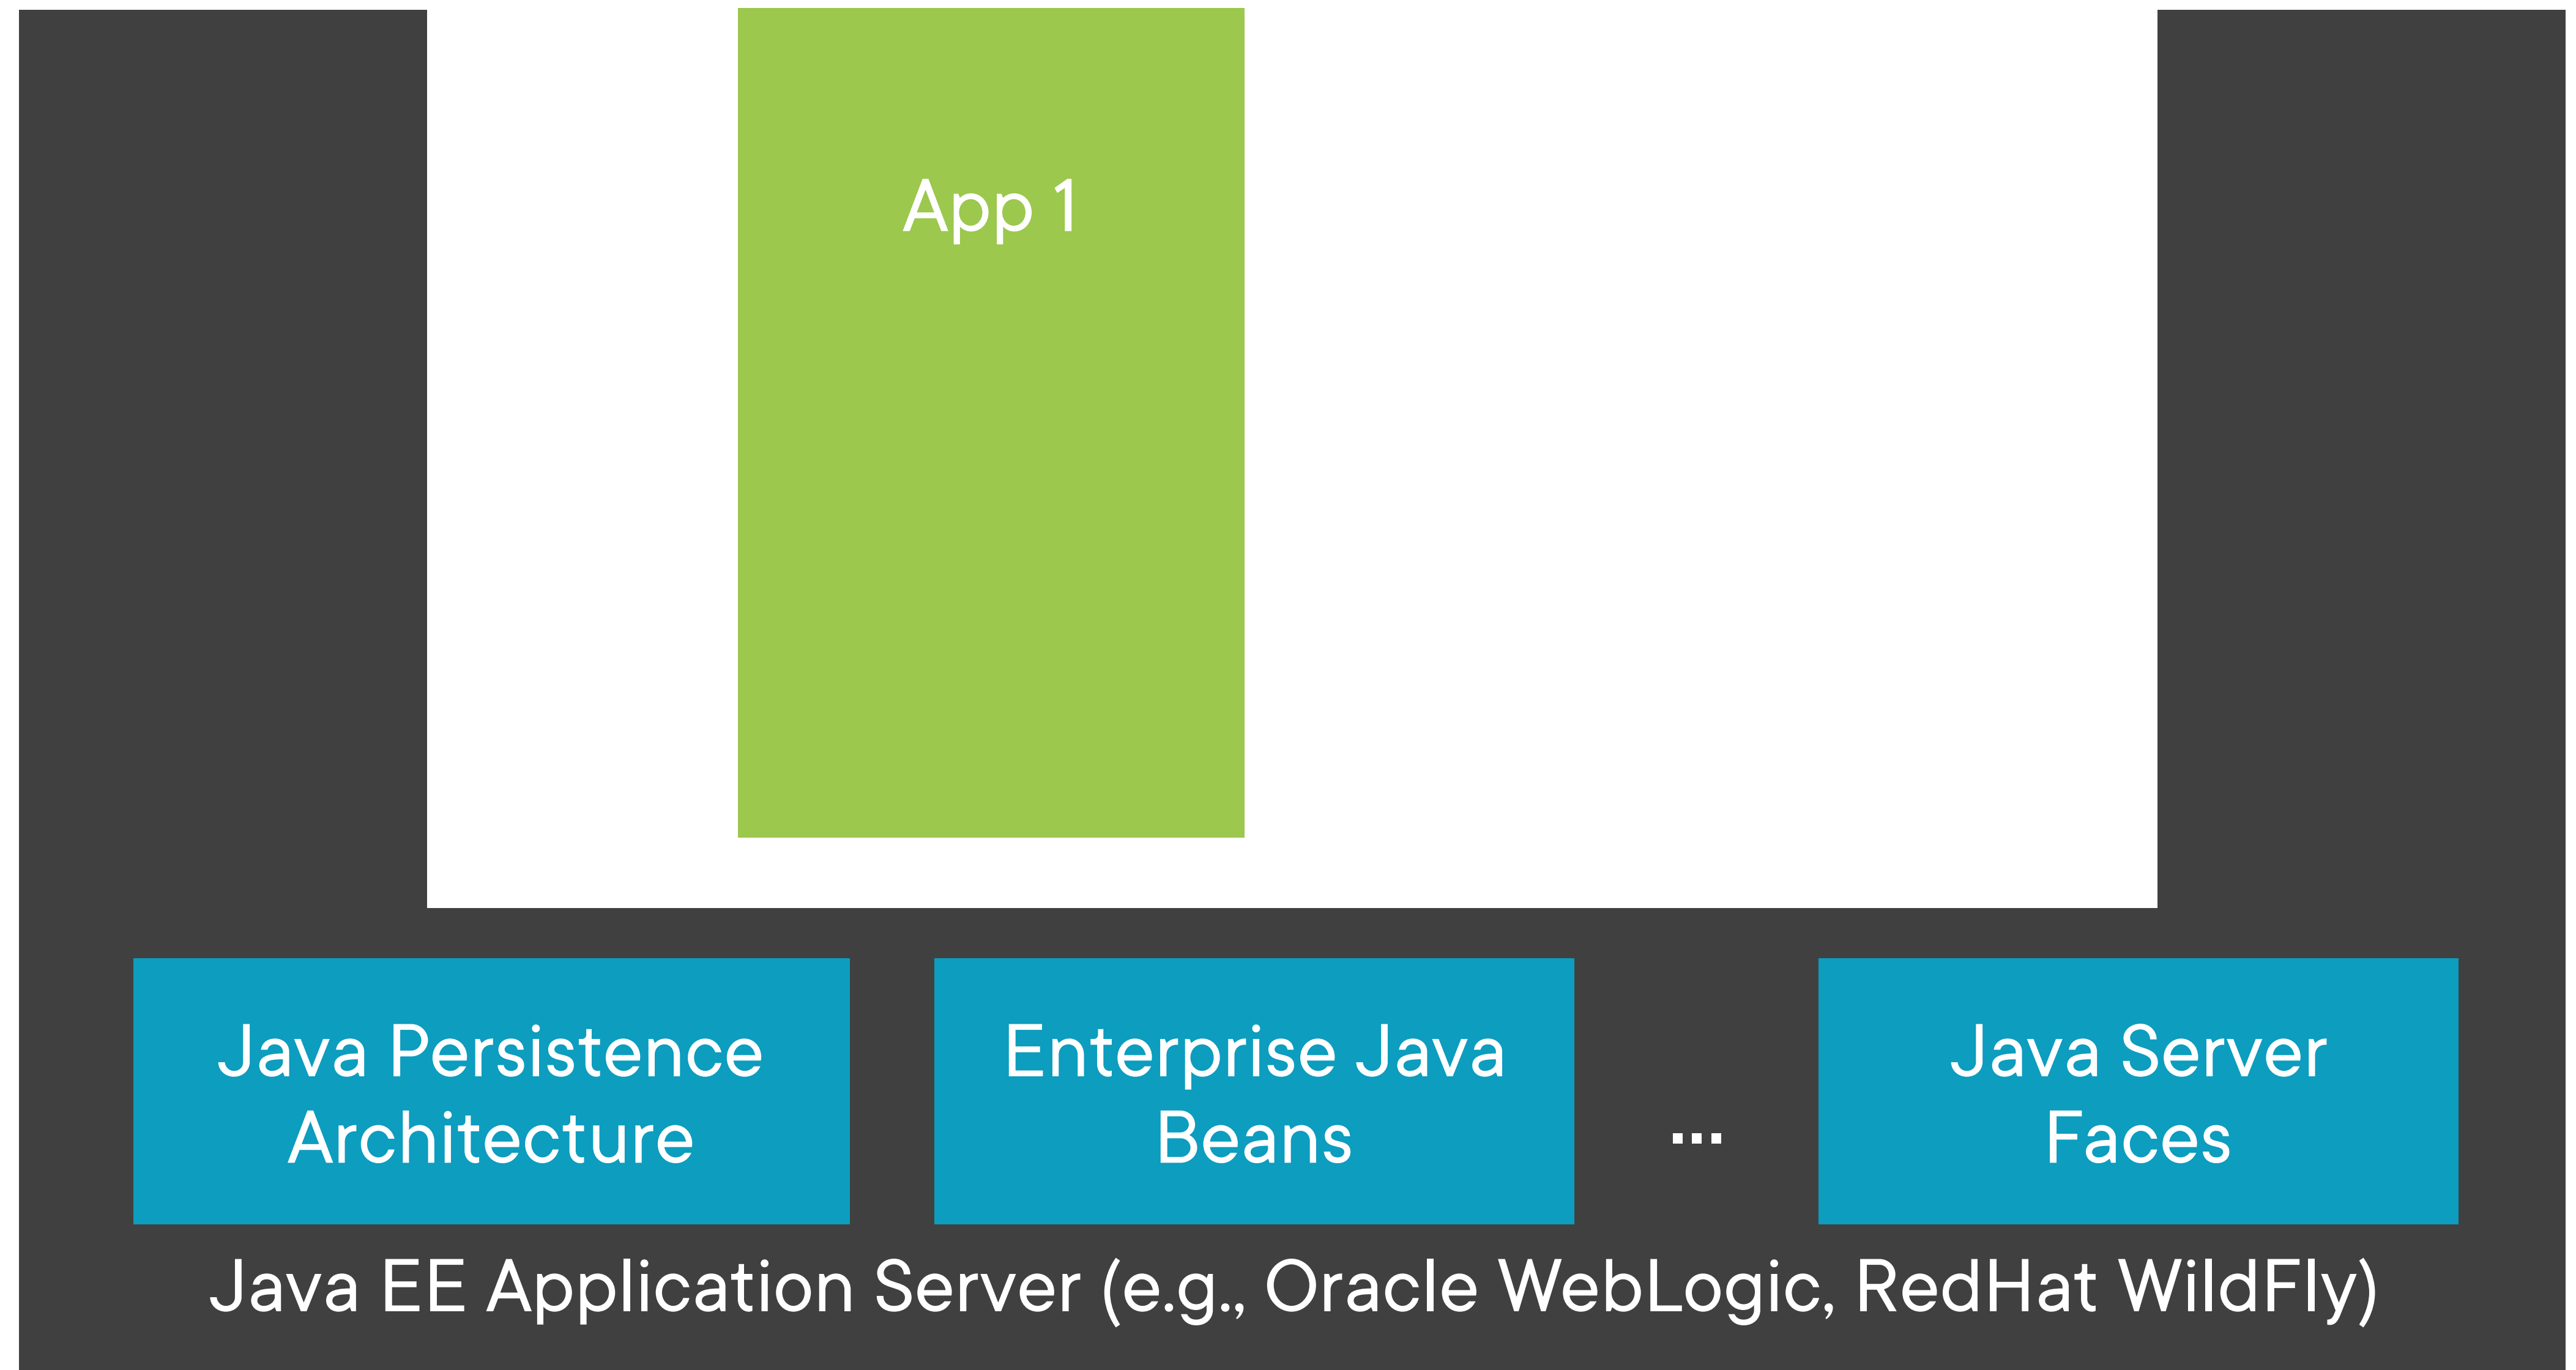 App 1
Java Persistence
Architecture
Enterprise Java
Beans
...
Java Server
Faces
Java EE Application Server (e.g., Oracle WebLogic, RedHat WildFly)